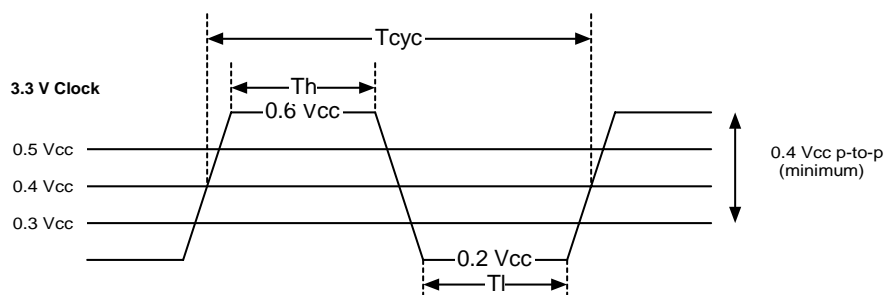 Tcyc
3.3 V Clock
Th
0.6 Vcc
0.5 Vcc
0.4 Vcc
0.3 Vcc
0.4 Vcc p-to-p
(minimum)
0.2 Vcc
Tl